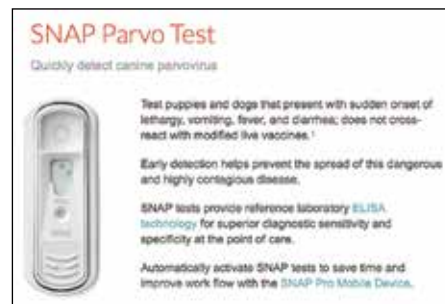 SNAP Parvo Test
Quickly detect canine parvovirus
Test puppies and dogs that present with sudden onset of
lethargy, vomiting, fever, and diarrhea; does not cross-
react with modified live vaccines.¹
Early detection helps prevent the spread of this dangerous
and highly contagious disease.
SNAP tests provide reference laboratory ELISA
technology for superior diagnostic sensitivity and
specificity at the point of care.
Automatically activate SNAP tests to save time and
improve work flow with the SNAP Pro Mobile Device.